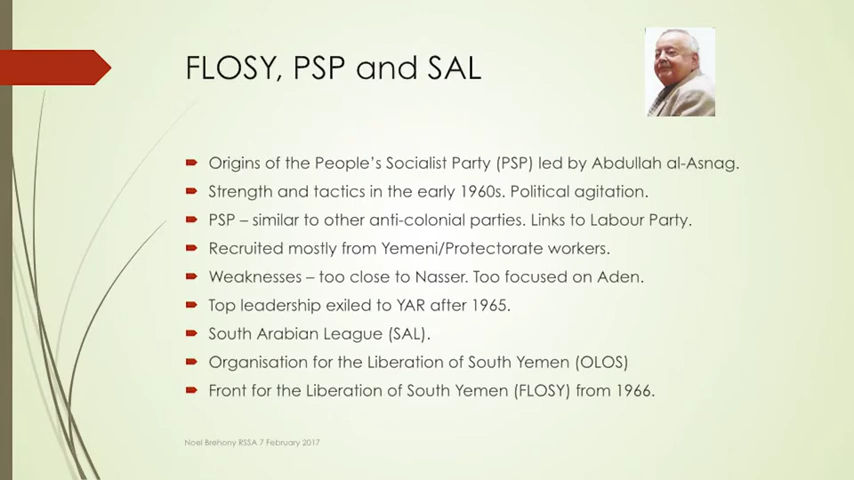 FLOSY, PSP and SAL
Origins of the People's Socialist Party (PSP) led by Abdullah al-Asnag.
Strength and tactics in the early 1960s. Political agitation.
PSP – similar to other anti-colonial parties. Links to Labour Party.
Recruited mostly from Yemeni/Protectorate workers.
Weaknesses – too close to Nasser. Too focused on Aden.
Top leadership exiled to YAR after 1965.
South Arabian League (SAL).
Organisation for the Liberation of South Yemen (OLOS)
Front for the Liberation of South Yemen (FLOSY) from 1966.
Noel Brehony RSSA 7 February 2017